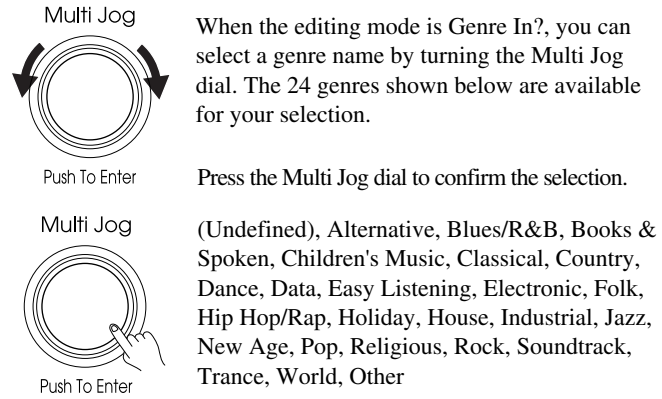 Multi Jog
Push To Enter
When the editing mode is Genre In?, you can
select a genre name by turning the Multi Jog
dial. The 24 genres shown below are available
for your selection.
Press the Multi Jog dial to confirm the selection.
Multi Jog
Push To Enter
(Undefined), Alternative, Blues/R&B, Books &
Spoken, Children's Music, Classical, Country,
Dance, Data, Easy Listening, Electronic, Folk,
Hip Hop/Rap, Holiday, House, Industrial, Jazz,
New Age, Pop, Religious, Rock, Soundtrack,
Trance, World, Other